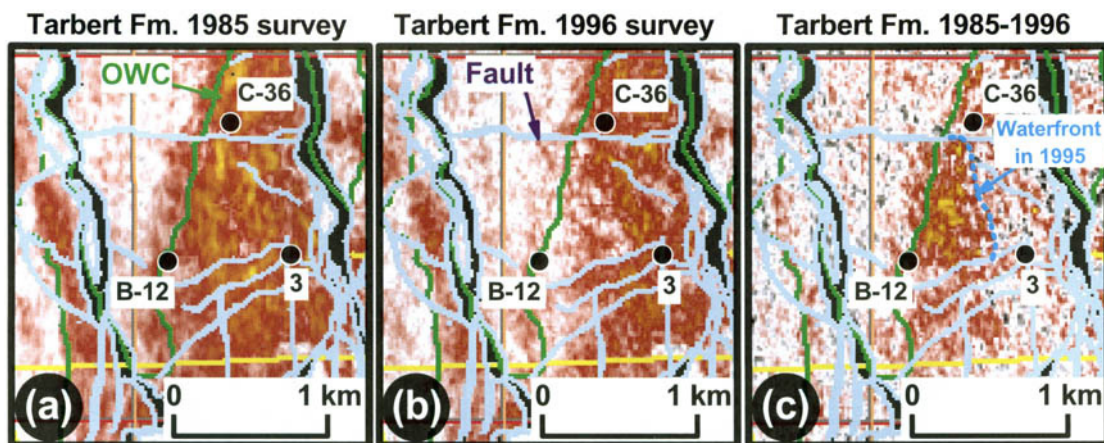 Tarbert Fm. 1985 survey
Tarbert Fm. 1996 survey
Tarbert Fm. 1985-1996
OWC
C-36
B-12
3
(a)
0 1 km
Fault
C-36
B-12
3
(b)
0 1 km
C-36
Waterfront
in 1995
B-12
3
(c)
0 1 km